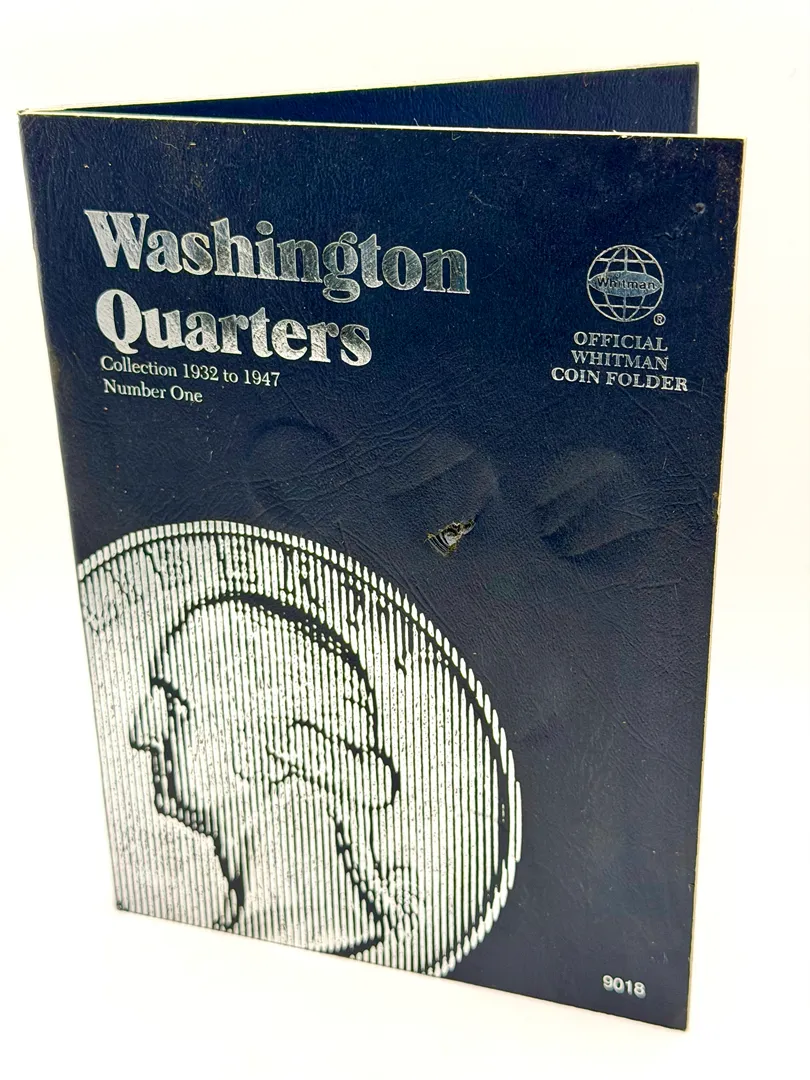 Washington
Quarters
Collection 1932 to 1947
Number One
Whitman
®
OFFICIAL
WHITMAN
COIN FOLDER
9018